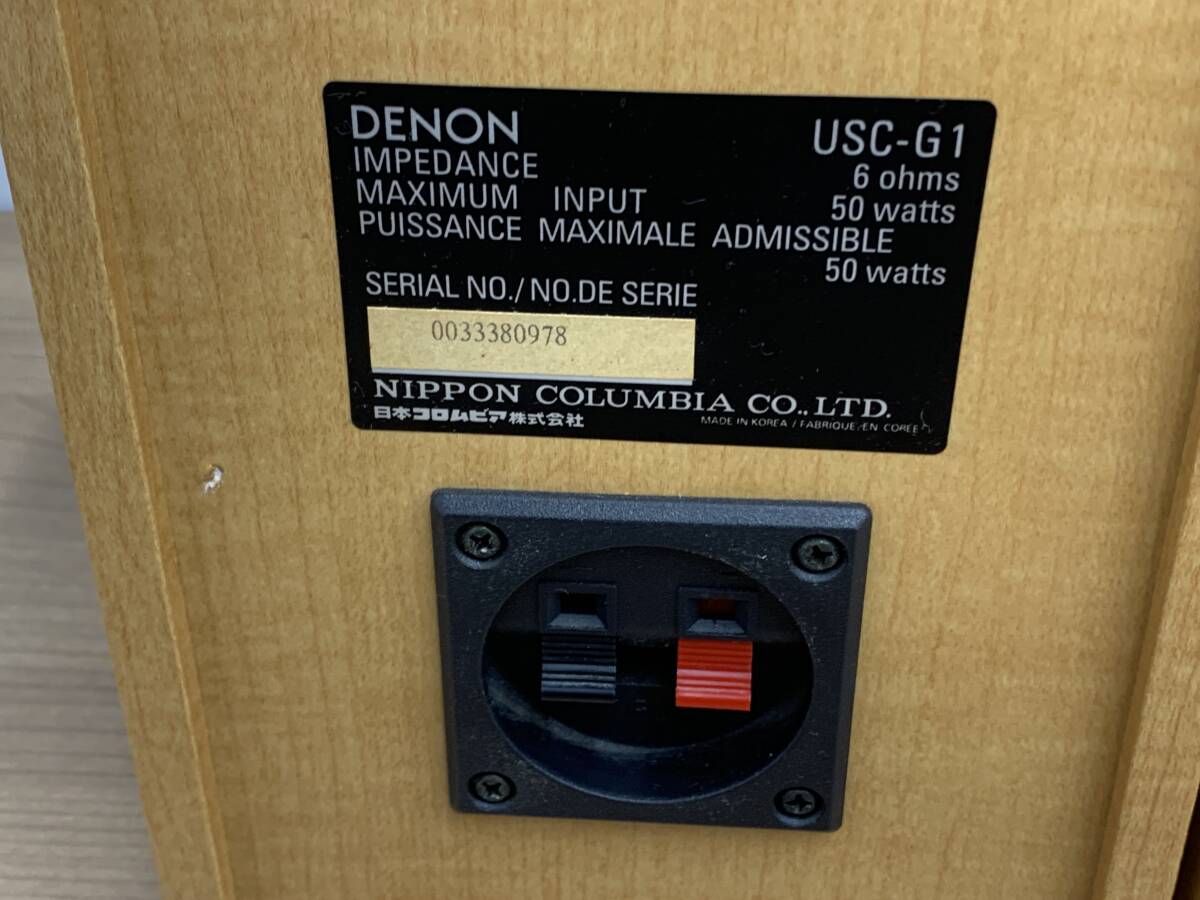 DENON USC-G1
IMPEDANCE 6 ohms
MAXIMUM INPUT 50 watts
PUISSANCE MAXIMALE ADMISSIBLE
50 watts
SERIAL NO./NO.DE SERIE
0033380978
NIPPON COLUMBIA CO.,LTD.
日本コロムビア株式会社 MADE IN KOREA / FABRIQUE EN COREE